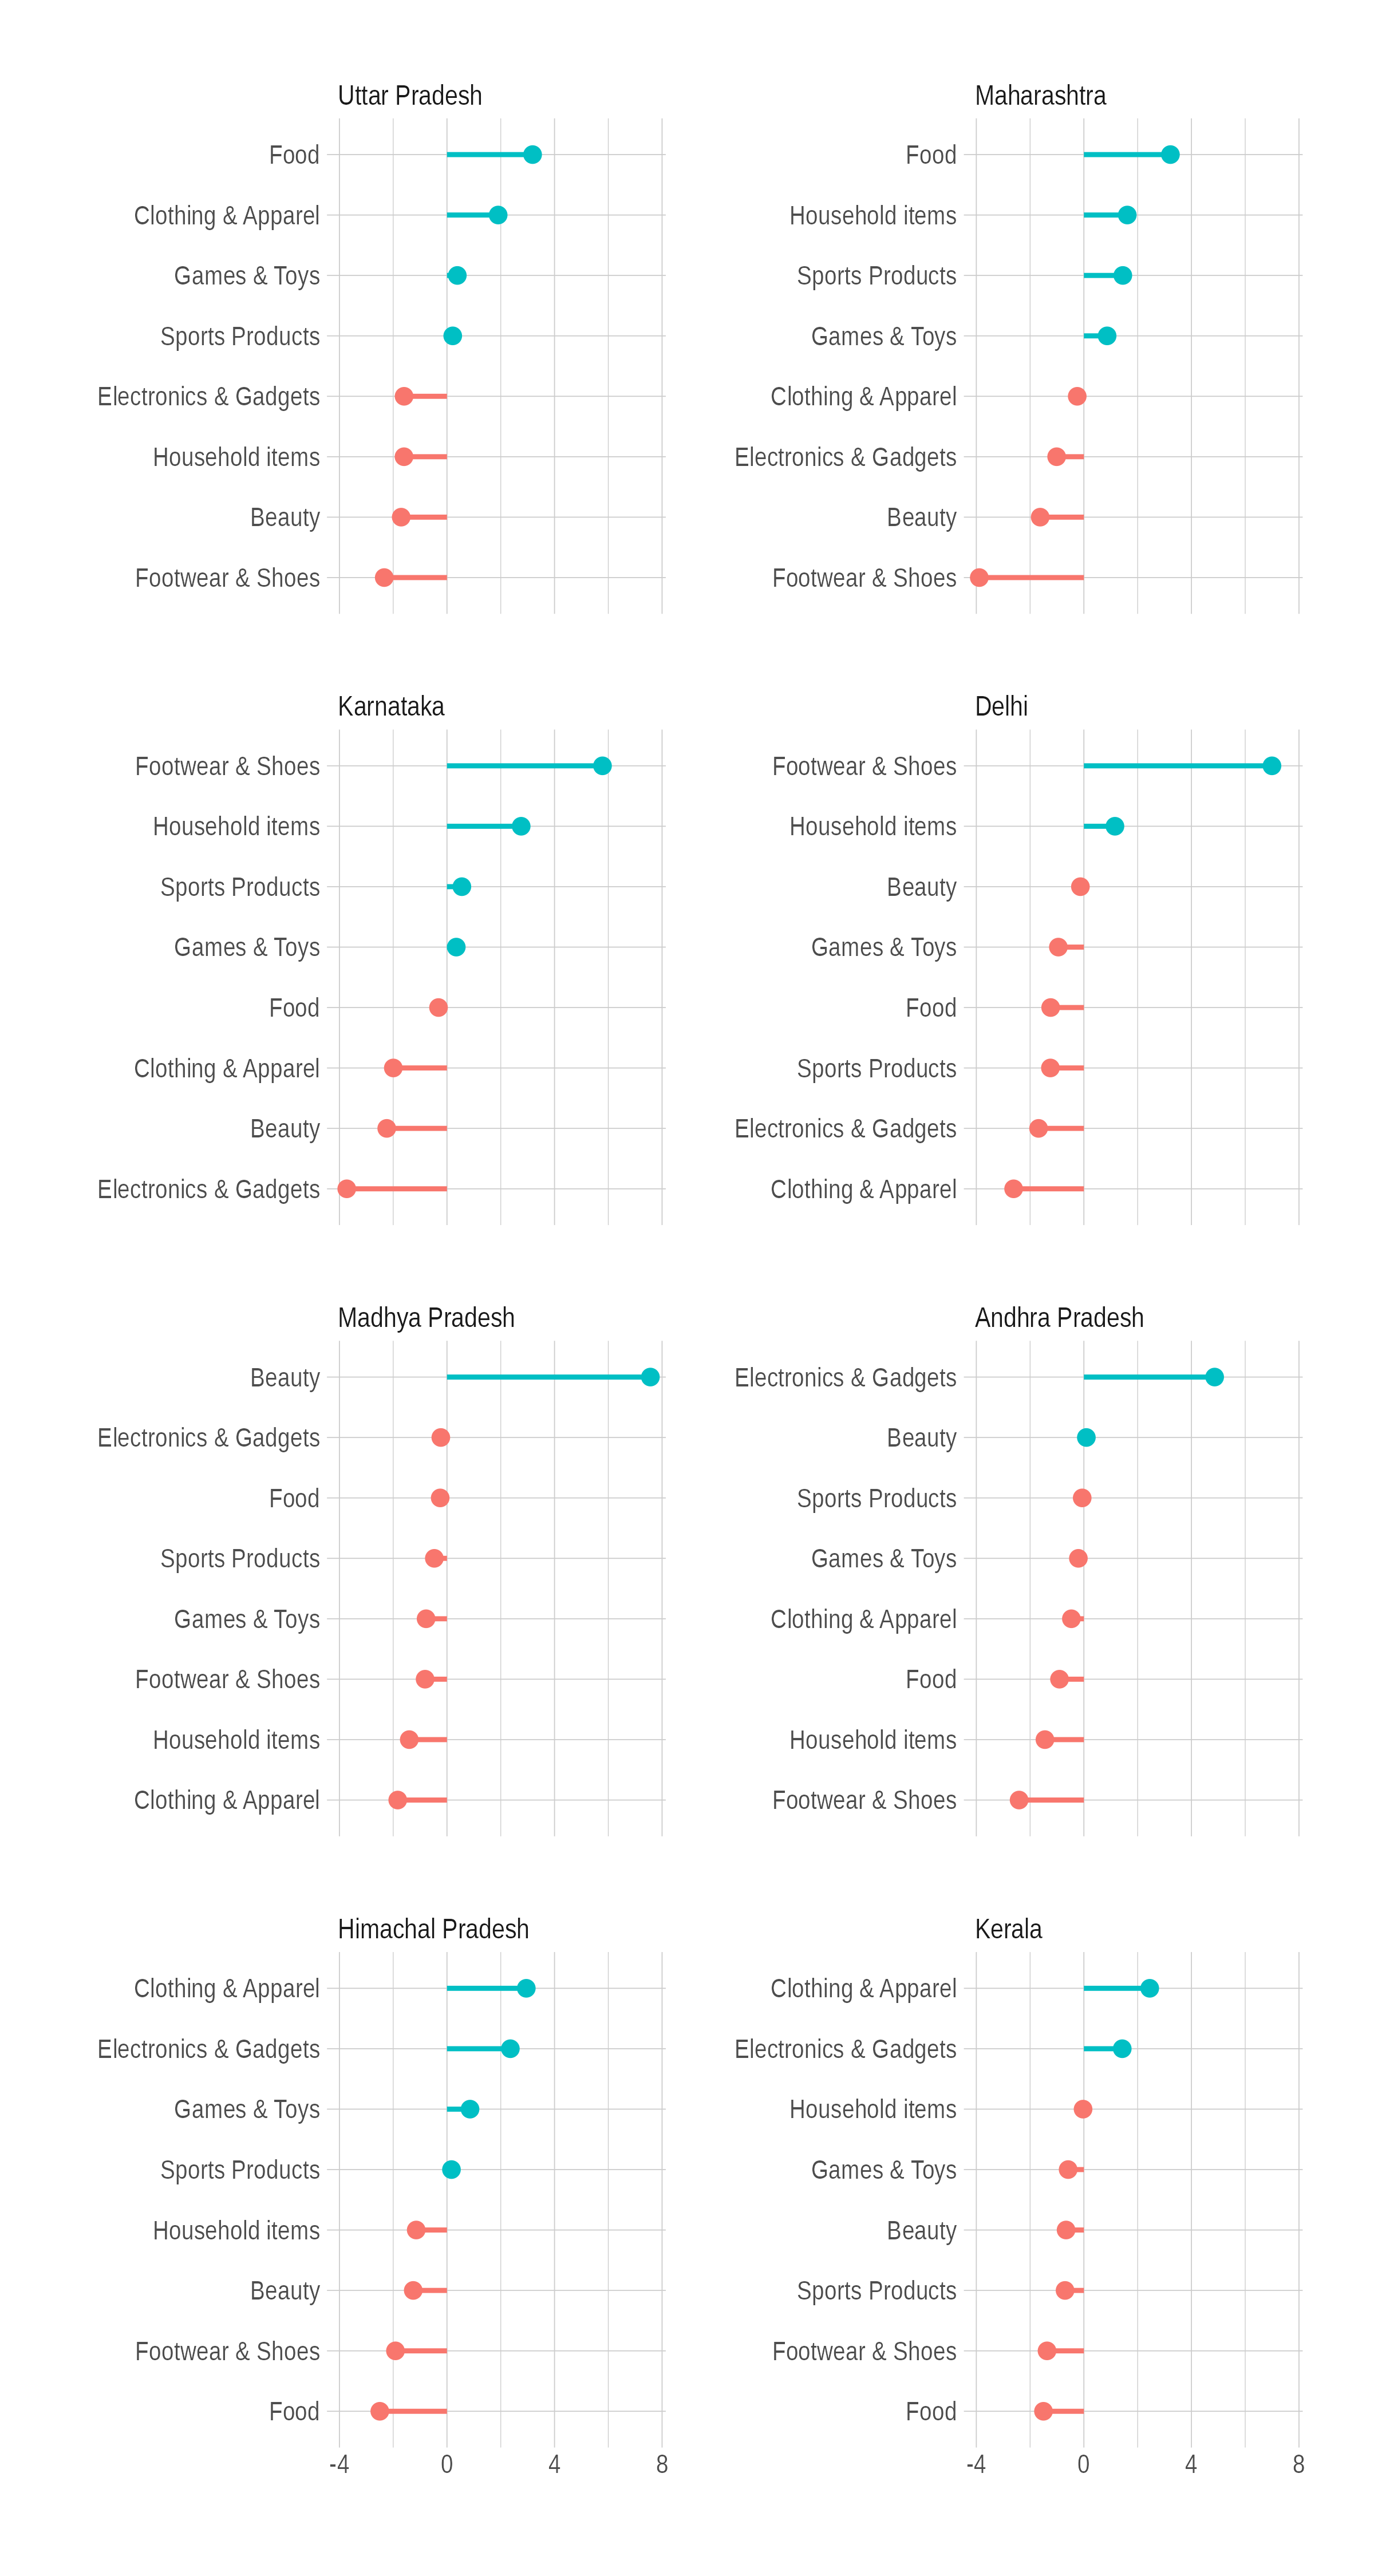 Uttar Pradesh
Food
Clothing & Apparel
Games & Toys
Sports Products
Electronics & Gadgets
Household items
Beauty
Footwear & Shoes
Maharashtra
Food
Household items
Sports Products
Games & Toys
Clothing & Apparel
Electronics & Gadgets
Beauty
Footwear & Shoes
Karnataka
Footwear & Shoes
Household items
Sports Products
Games & Toys
Food
Clothing & Apparel
Beauty
Electronics & Gadgets
Delhi
Footwear & Shoes
Household items
Beauty
Games & Toys
Food
Sports Products
Electronics & Gadgets
Clothing & Apparel
Madhya Pradesh
Beauty
Electronics & Gadgets
Food
Sports Products
Games & Toys
Footwear & Shoes
Household items
Clothing & Apparel
Andhra Pradesh
Electronics & Gadgets
Beauty
Sports Products
Games & Toys
Clothing & Apparel
Food
Household items
Footwear & Shoes
Himachal Pradesh
Clothing & Apparel
Electronics & Gadgets
Games & Toys
Sports Products
Household items
Beauty
Footwear & Shoes
Food
-4 0 4 8
Kerala
Clothing & Apparel
Electronics & Gadgets
Household items
Games & Toys
Beauty
Sports Products
Footwear & Shoes
Food
-4 0 4 8